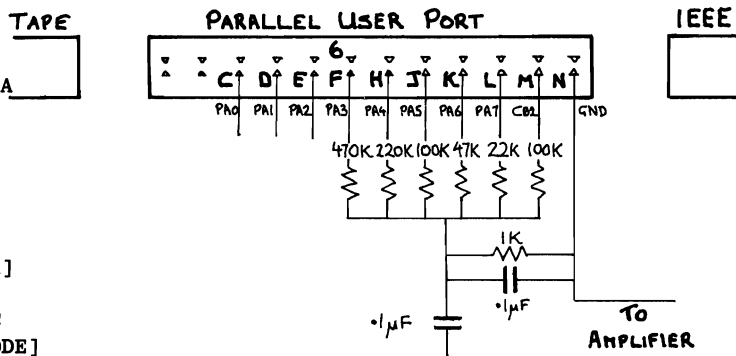 TAPE PARALLEL USER PORT IEEE
6
A C D E F H J K L M N
PA0 PA1 PA2 PA3 PA4 PA5 PA6 PA7 CB2 GND
470K 220K 100K 47K 22K 100K
1K
]
.1µF
.1µF TO
ODE] AMPLIFIER